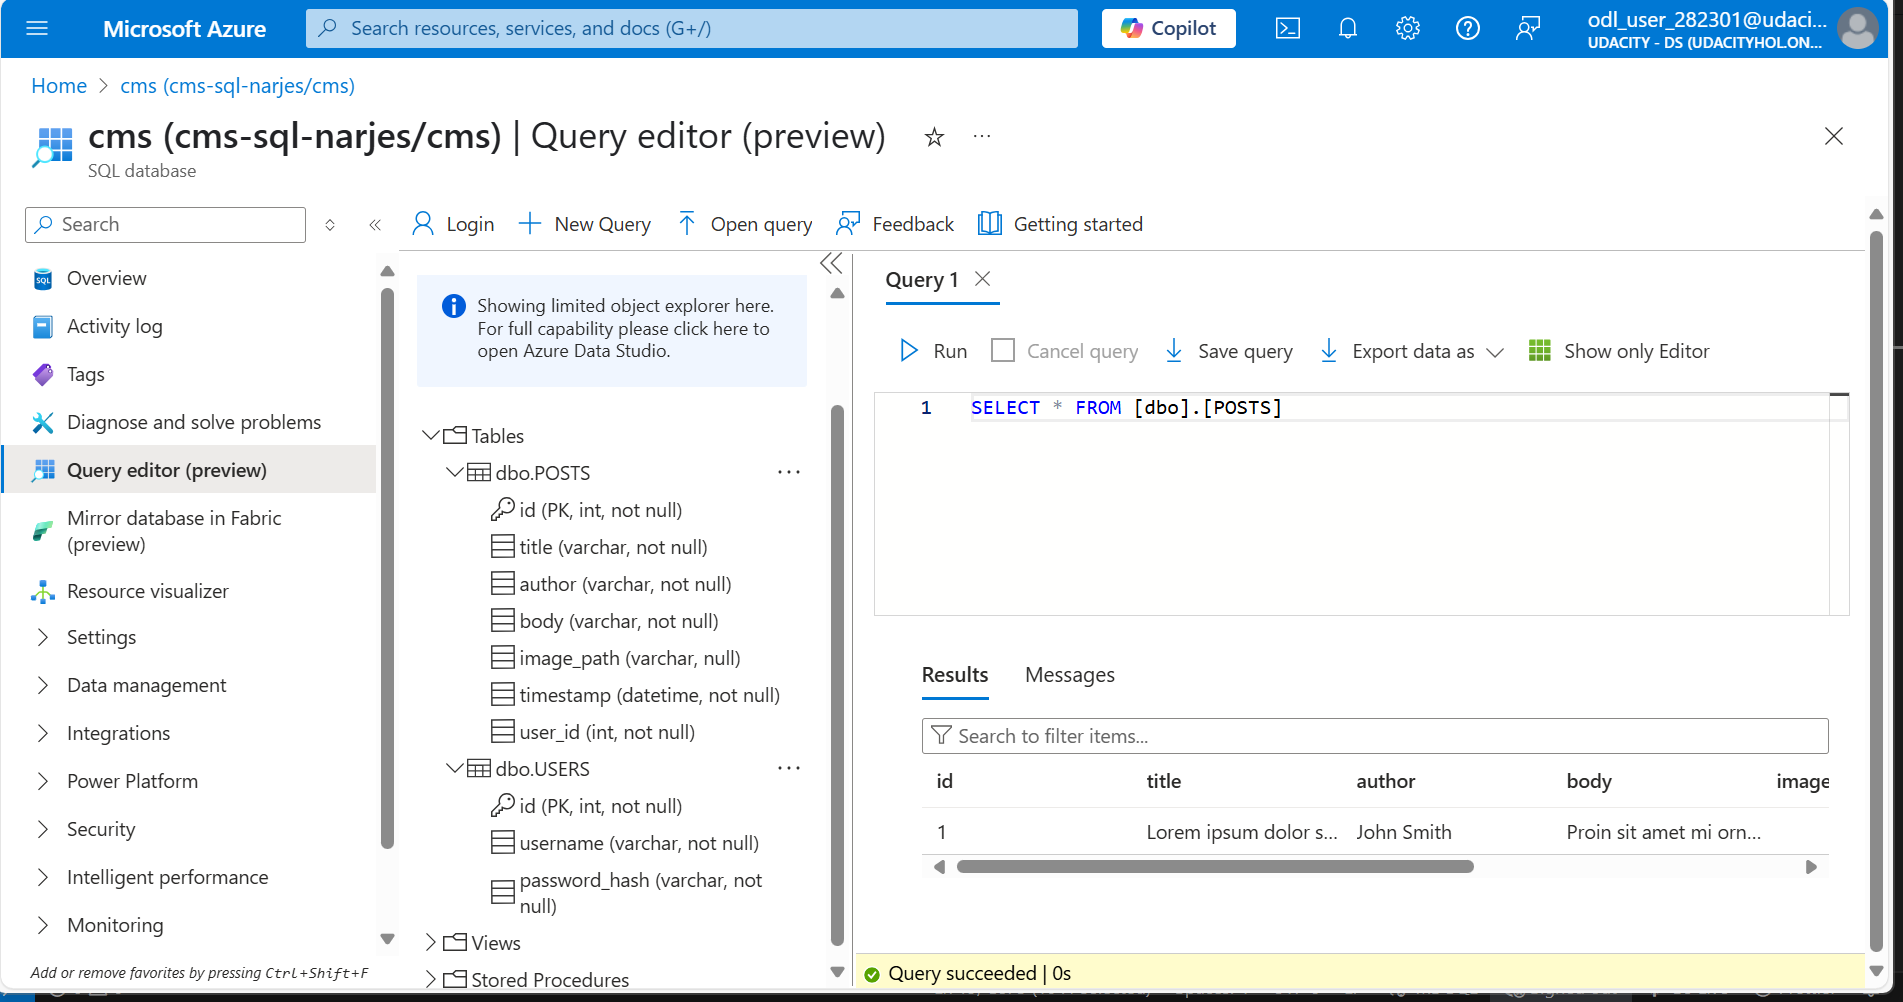 Microsoft Azure
Search resources, services, and docs (G+/)
Copilot
odl_user_282301@udaci...
UDACITY - DS (UDACITYHOL.ON...
Home > cms (cms-sql-narjes/cms)
cms (cms-sql-narjes/cms) | Query editor (preview)
SQL database
Search
Overview
Activity log
Tags
Diagnose and solve problems
Query editor (preview)
Mirror database in Fabric
(preview)
Resource visualizer
Settings
Data management
Integrations
Power Platform
Security
Intelligent performance
Monitoring
Add or remove favorites by pressing Ctrl+Shift+F
Login
New Query
Open query
Feedback
Getting started
Showing limited object explorer here.
For full capability please click here to
open Azure Data Studio.
Tables
dbo.POSTS
id (PK, int, not null)
title (varchar, not null)
author (varchar, not null)
body (varchar, not null)
image_path (varchar, null)
timestamp (datetime, not null)
user_id (int, not null)
dbo.USERS
id (PK, int, not null)
username (varchar, not null)
password_hash (varchar, not
null)
Views
Stored Procedures
Query 1
Run
Cancel query
Save query
Export data as
Show only Editor
1 SELECT * FROM [dbo].[POSTS]
Results
Messages
Search to filter items...
id title author body image
1 Lorem ipsum dolor s... John Smith Proin sit amet mi orn...
Query succeeded | 0s